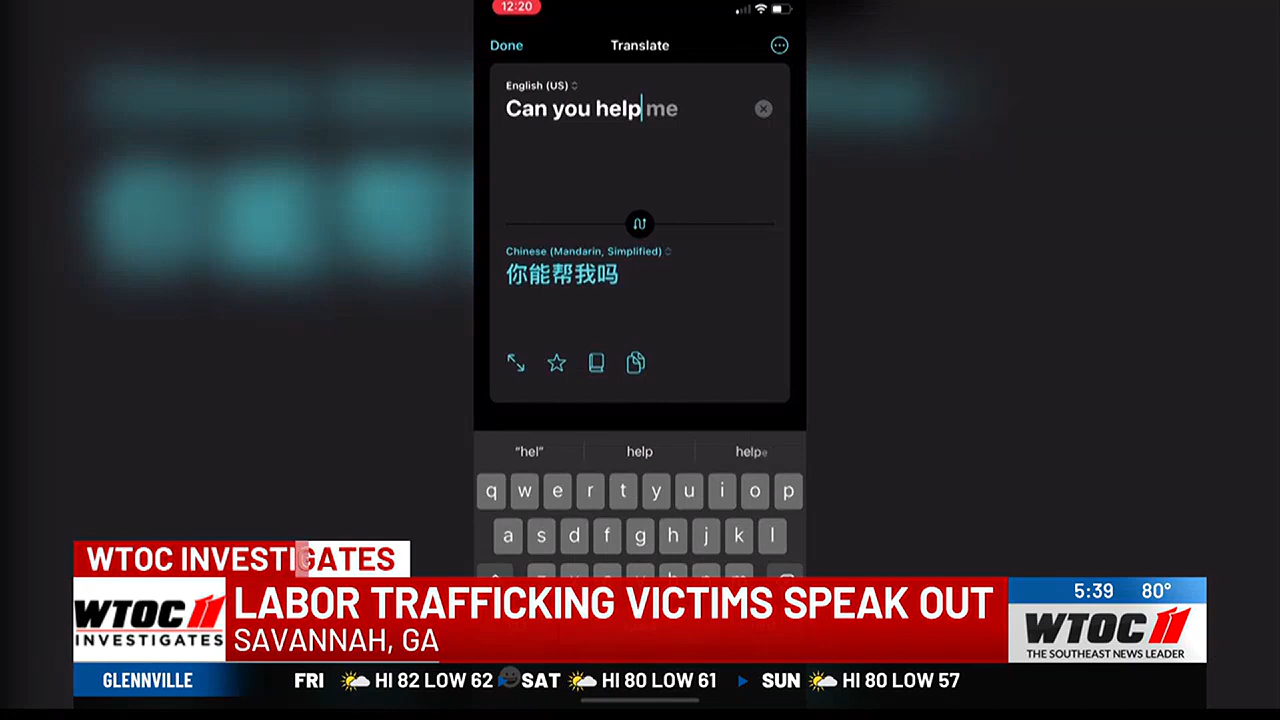 12:20
Done
Translate
English (US)
Can you help me
Chinese (Mandarin, Simplified)
你能帮我吗
"hel"
help
helpe
q w e r t y u i o p
a s d f g h j k l
WTOC INVESTIGATES
WTOC 11
INVESTIGATES
LABOR TRAFFICKING VICTIMS SPEAK OUT
SAVANNAH, GA
5:39 80°
WTOC 11
THE SOUTHEAST NEWS LEADER
GLENNVILLE
FRI HI 82 LOW 62 SAT HI 80 LOW 61 SUN HI 80 LOW 57